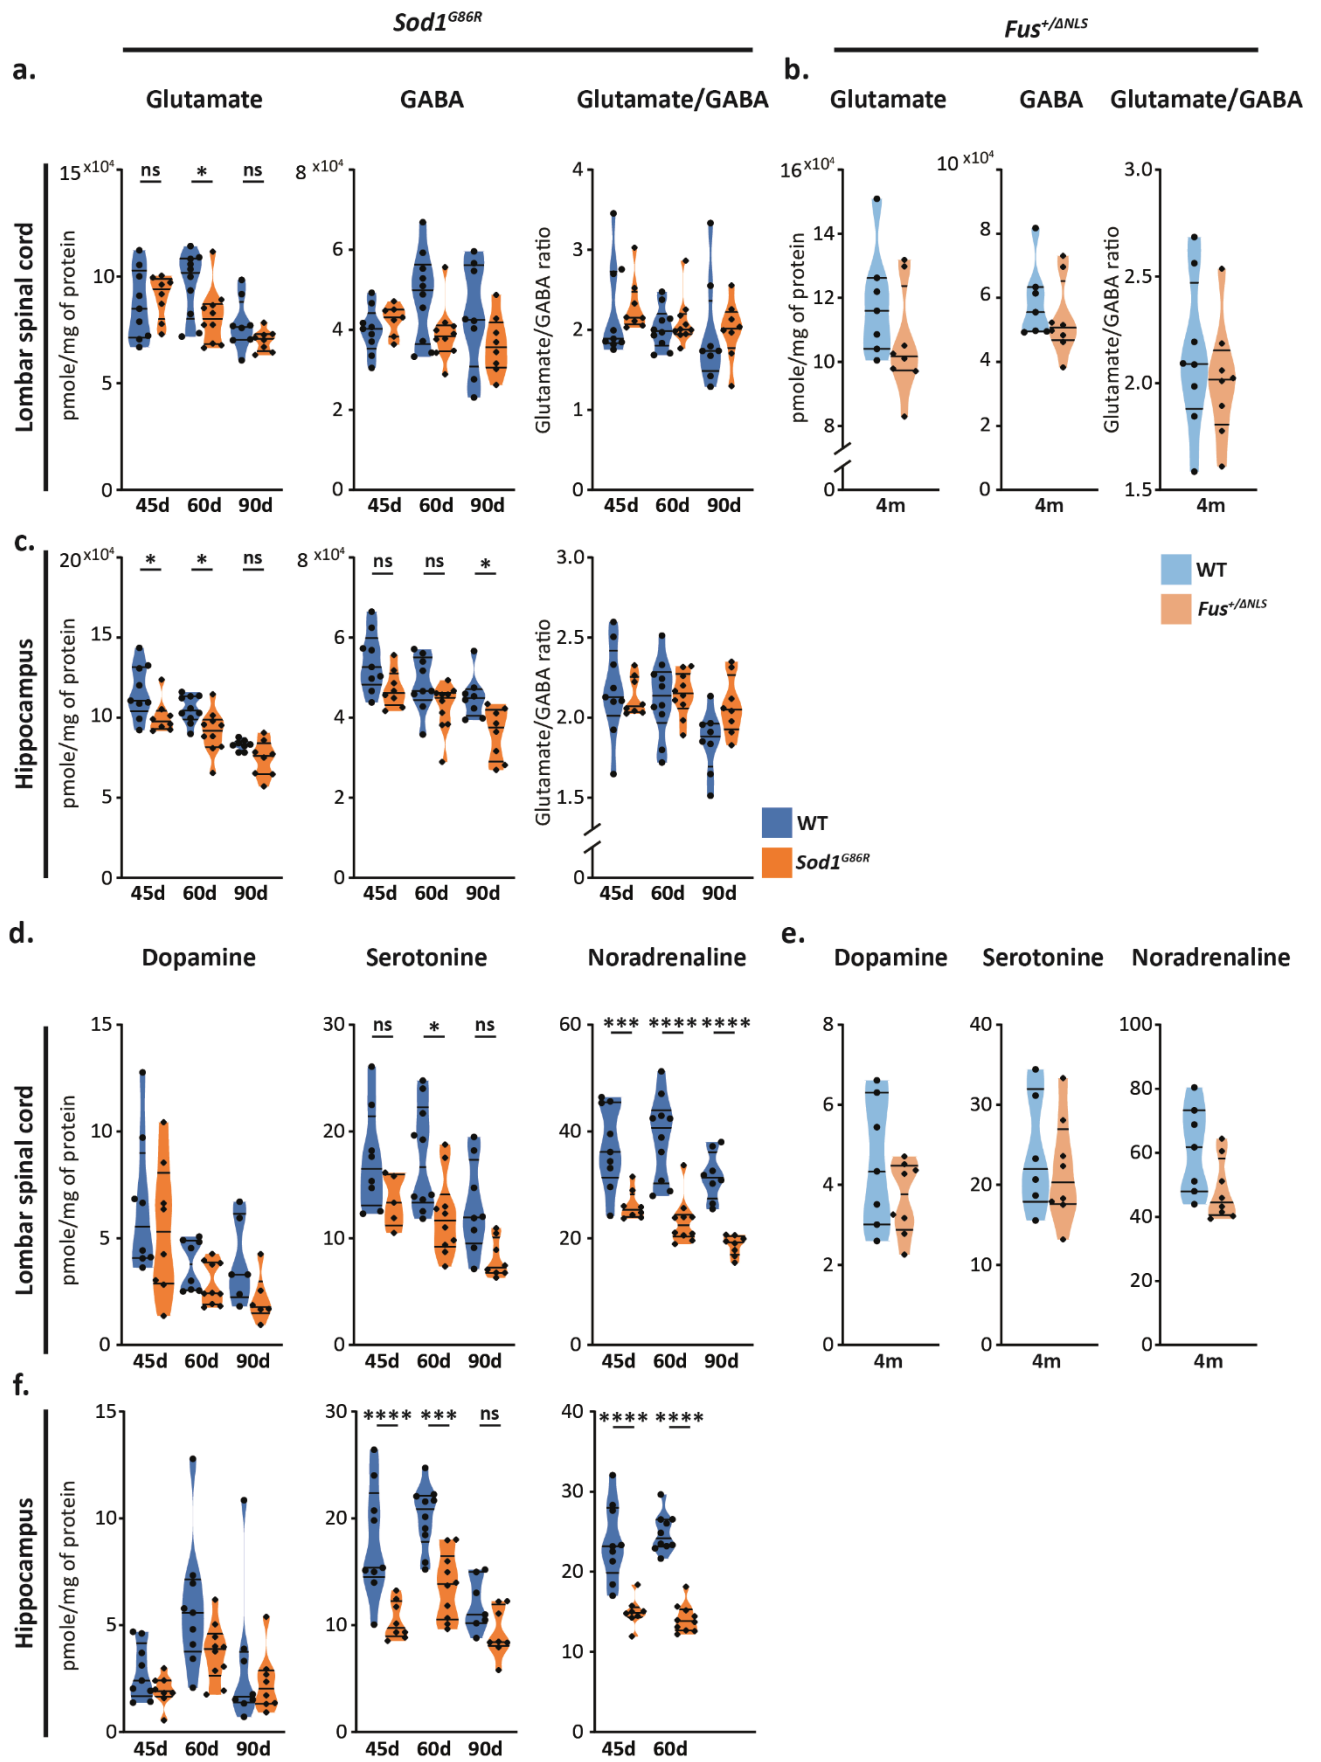 Sod1^G86R Fus^+/ΔNLS
a. b.
Glutamate GABA Glutamate/GABA Glutamate GABA Glutamate/GABA
Lombar spinal cord
pmole/mg of protein
15 x10⁴
10
5
0
ns * ns
45d 60d 90d
8 x10⁴
6
4
2
0
45d 60d 90d
Glutamate/GABA ratio
4
3
2
1
0
45d 60d 90d
pmole/mg of protein
16 x10⁴
14
12
10
8
0
4m
10 x10⁴
8
6
4
2
0
4m
Glutamate/GABA ratio
3.0
2.5
2.0
1.5
4m
c.
Hippocampus
pmole/mg of protein
20 x10⁴
15
10
5
0
* * ns
45d 60d 90d
8 x10⁴
6
4
2
0
ns ns *
45d 60d 90d
Glutamate/GABA ratio
3.0
2.5
2.0
1.5
0
45d 60d 90d
WT
Fus^+/ΔNLS
WT
Sod1^G86R
d. e.
Dopamine Serotonine Noradrenaline Dopamine Serotonine Noradrenaline
Lombar spinal cord
pmole/mg of protein
15
10
5
0
45d 60d 90d
30
20
10
0
ns * ns
45d 60d 90d
60
40
20
0
*** **** ****
45d 60d 90d
8
6
4
2
0
4m
40
30
20
10
0
4m
100
80
60
40
20
0
4m
f.
Hippocampus
pmole/mg of protein
15
10
5
0
45d 60d 90d
30
20
10
0
**** *** ns
45d 60d 90d
40
30
20
10
0
**** ****
45d 60d